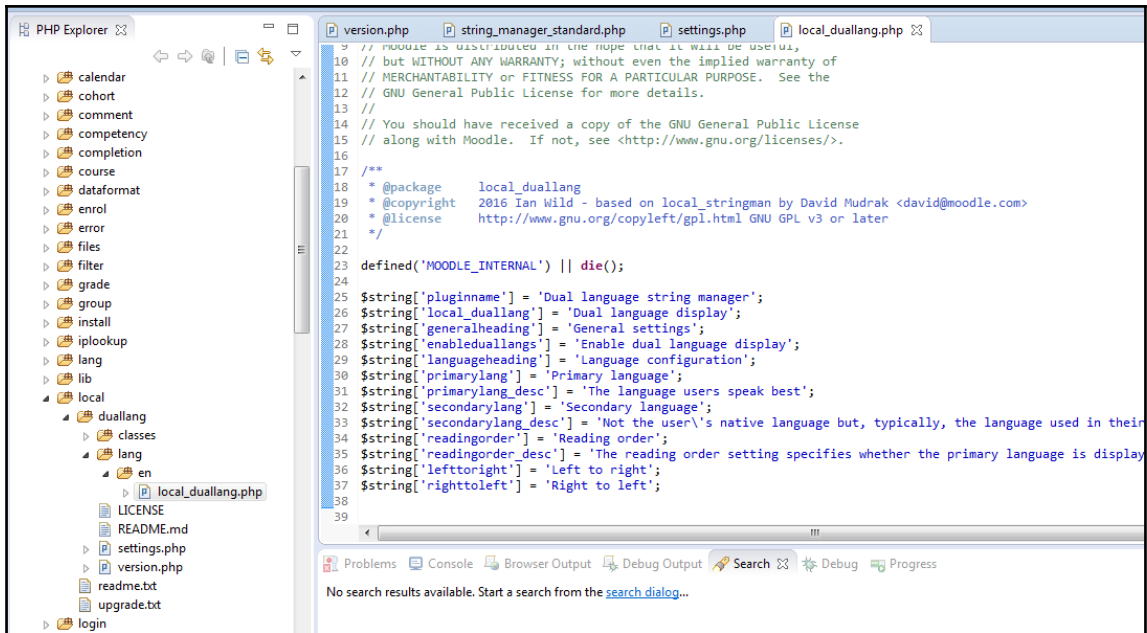 PHP Explorer
calendar
cohort
comment
competency
completion
course
dataformat
enrol
error
files
filter
grade
group
install
iplookup
lang
lib
local
duallang
classes
lang
en
local_duallang.php
LICENSE
README.md
settings.php
version.php
readme.txt
upgrade.txt
login
version.php string_manager_standard.php settings.php local_duallang.php
9 // Moodle is distributed in the hope that it will be useful,
10 // but WITHOUT ANY WARRANTY; without even the implied warranty of
11 // MERCHANTABILITY or FITNESS FOR A PARTICULAR PURPOSE. See the
12 // GNU General Public License for more details.
13 //
14 // You should have received a copy of the GNU General Public License
15 // along with Moodle. If not, see <http://www.gnu.org/licenses/>.
16
17 /**
18 * @package local_duallang
19 * @copyright 2016 Ian Wild - based on local_stringman by David Mudrak <david@moodle.com>
20 * @license http://www.gnu.org/copyleft/gpl.html GNU GPL v3 or later
21 */
22
23 defined('MOODLE_INTERNAL') || die();
24
25 $string['pluginname'] = 'Dual language string manager';
26 $string['local_duallang'] = 'Dual language display';
27 $string['generalheading'] = 'General settings';
28 $string['enableduallangs'] = 'Enable dual language display';
29 $string['languageheading'] = 'Language configuration';
30 $string['primarylang'] = 'Primary language';
31 $string['primarylang_desc'] = 'The language users speak best';
32 $string['secondarylang'] = 'Secondary language';
33 $string['secondarylang_desc'] = 'Not the user\'s native language but, typically, the language used in their
34 $string['readingorder'] = 'Reading order';
35 $string['readingorder_desc'] = 'The reading order setting specifies whether the primary language is display
36 $string['lefttoright'] = 'Left to right';
37 $string['righttoleft'] = 'Right to left';
38
39
Problems Console Browser Output Debug Output Search Debug Progress
No search results available. Start a search from the search dialog...